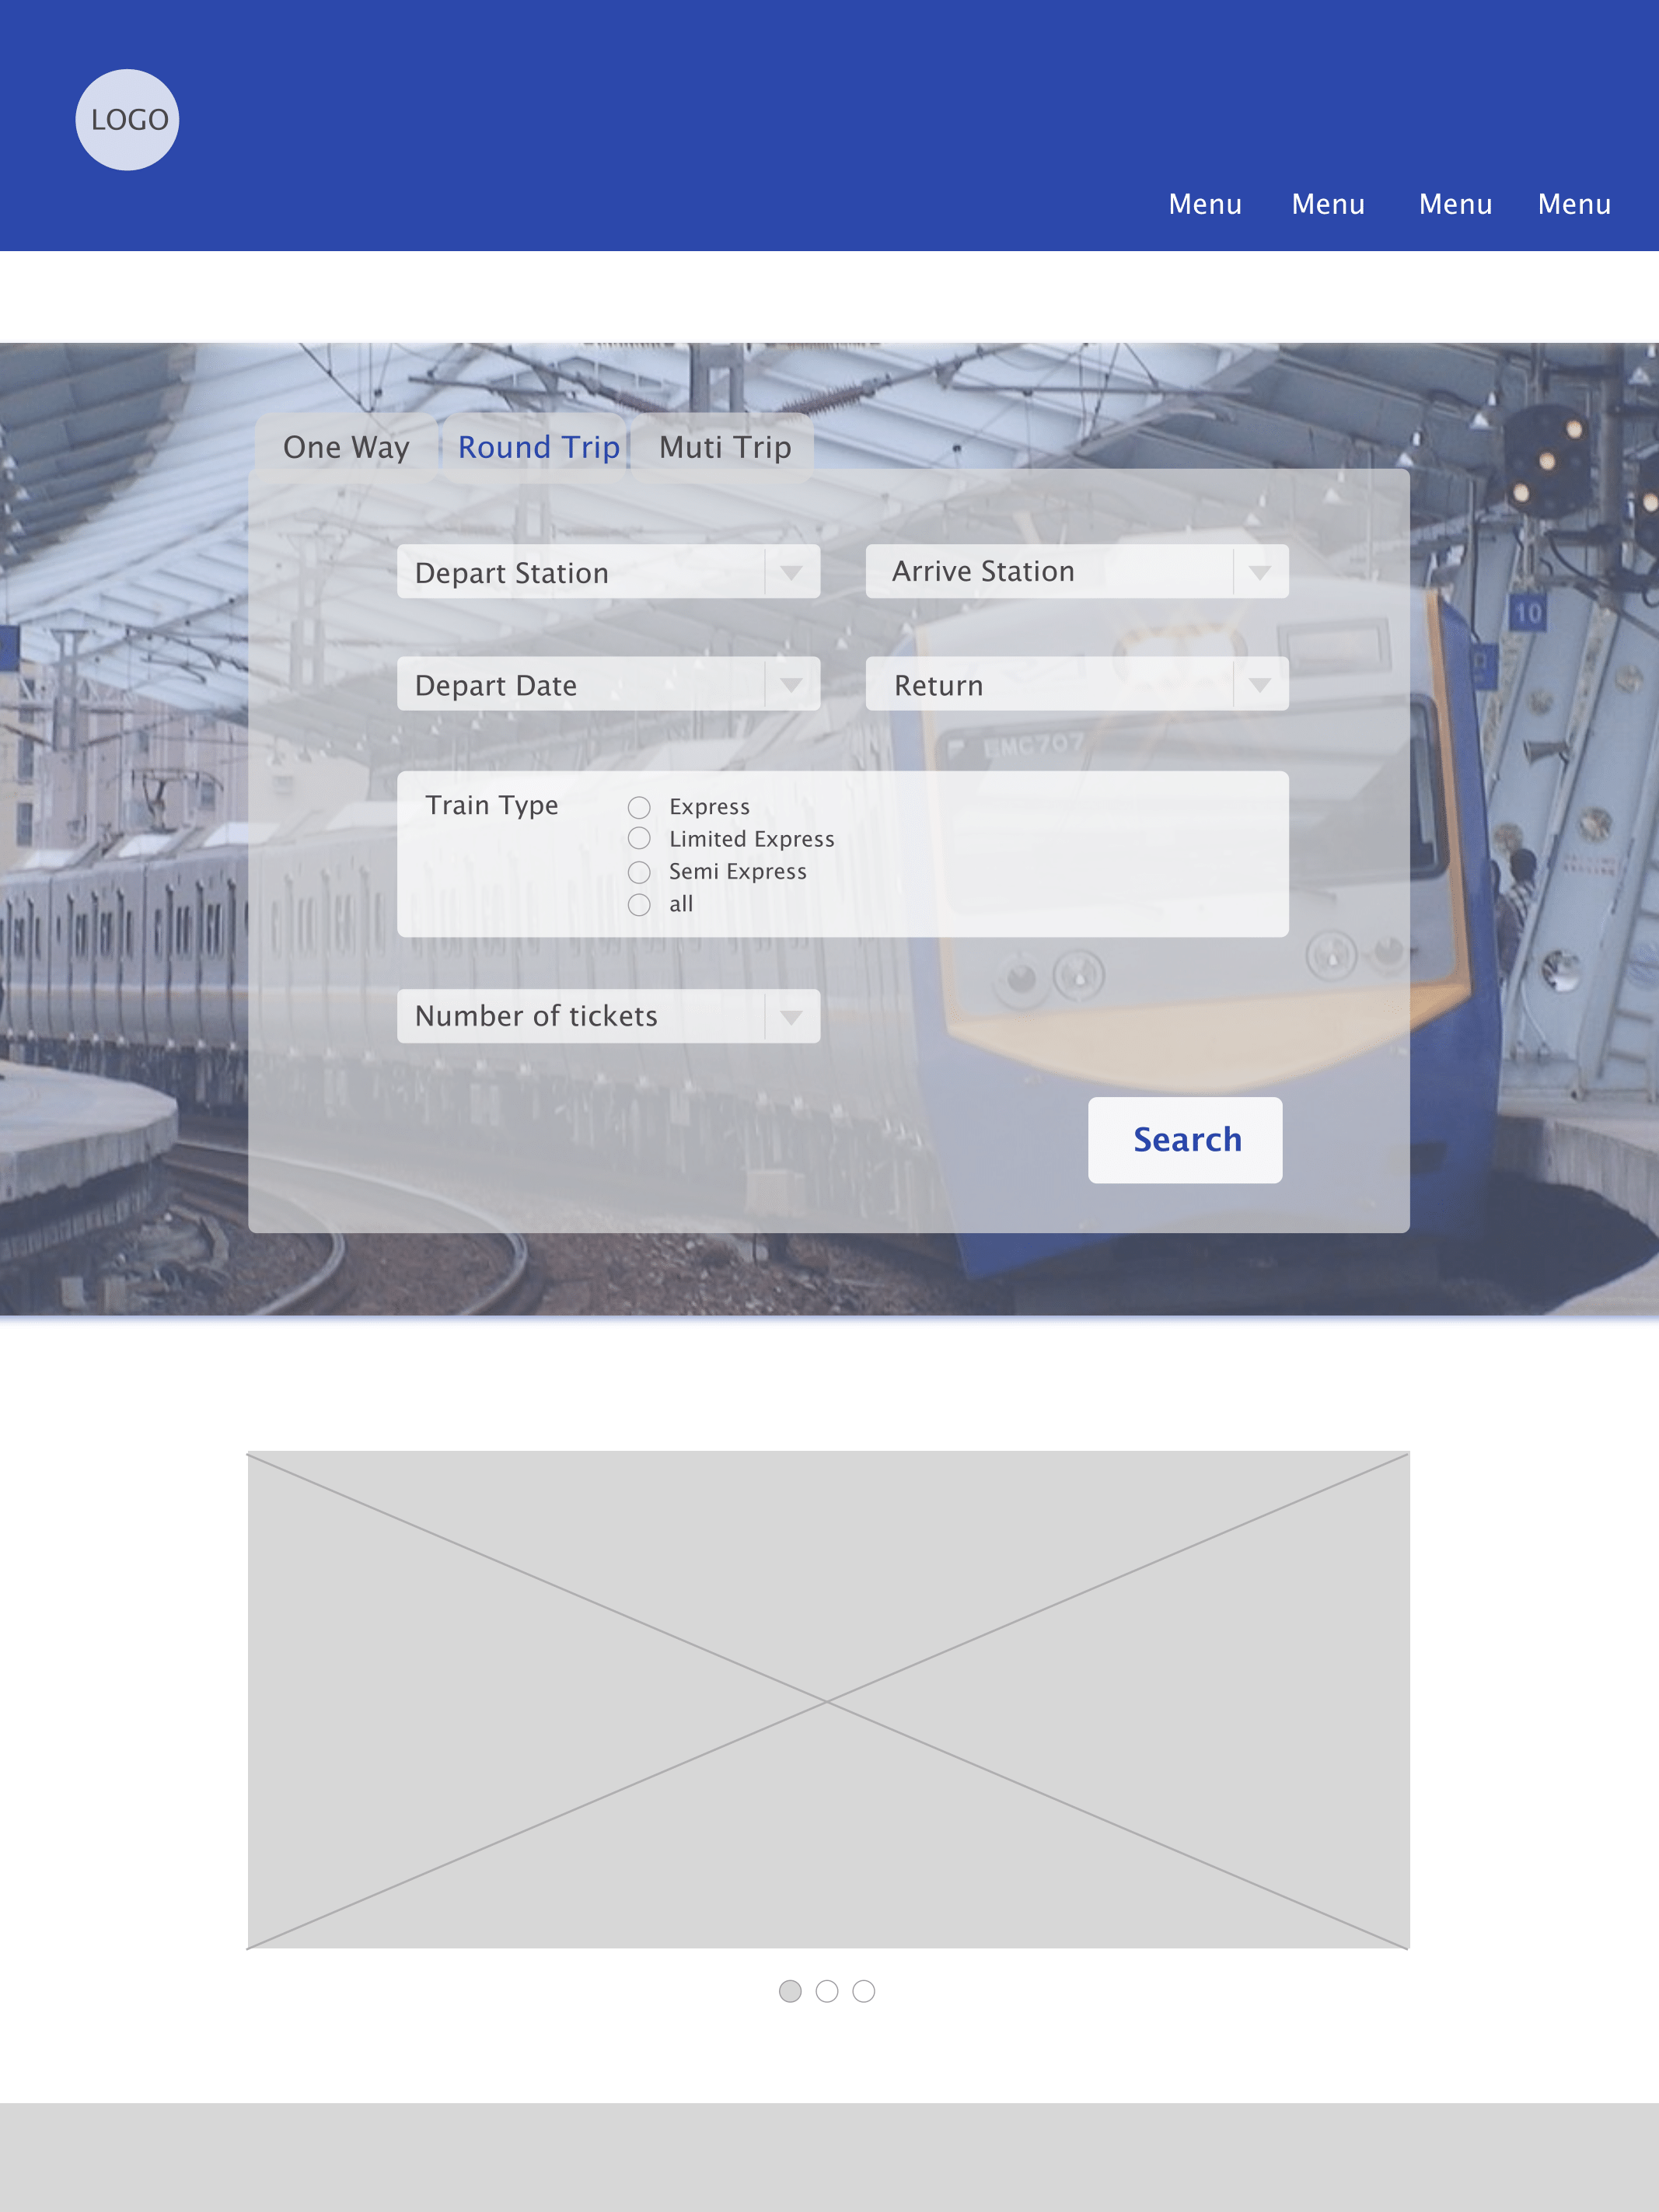 LOGO
Menu Menu Menu Menu
One Way Round Trip Muti Trip
Depart Station Arrive Station
10
Depart Date Return
EMC707
Train Type Express
Limited Express
Semi Express
all
Number of tickets
Search